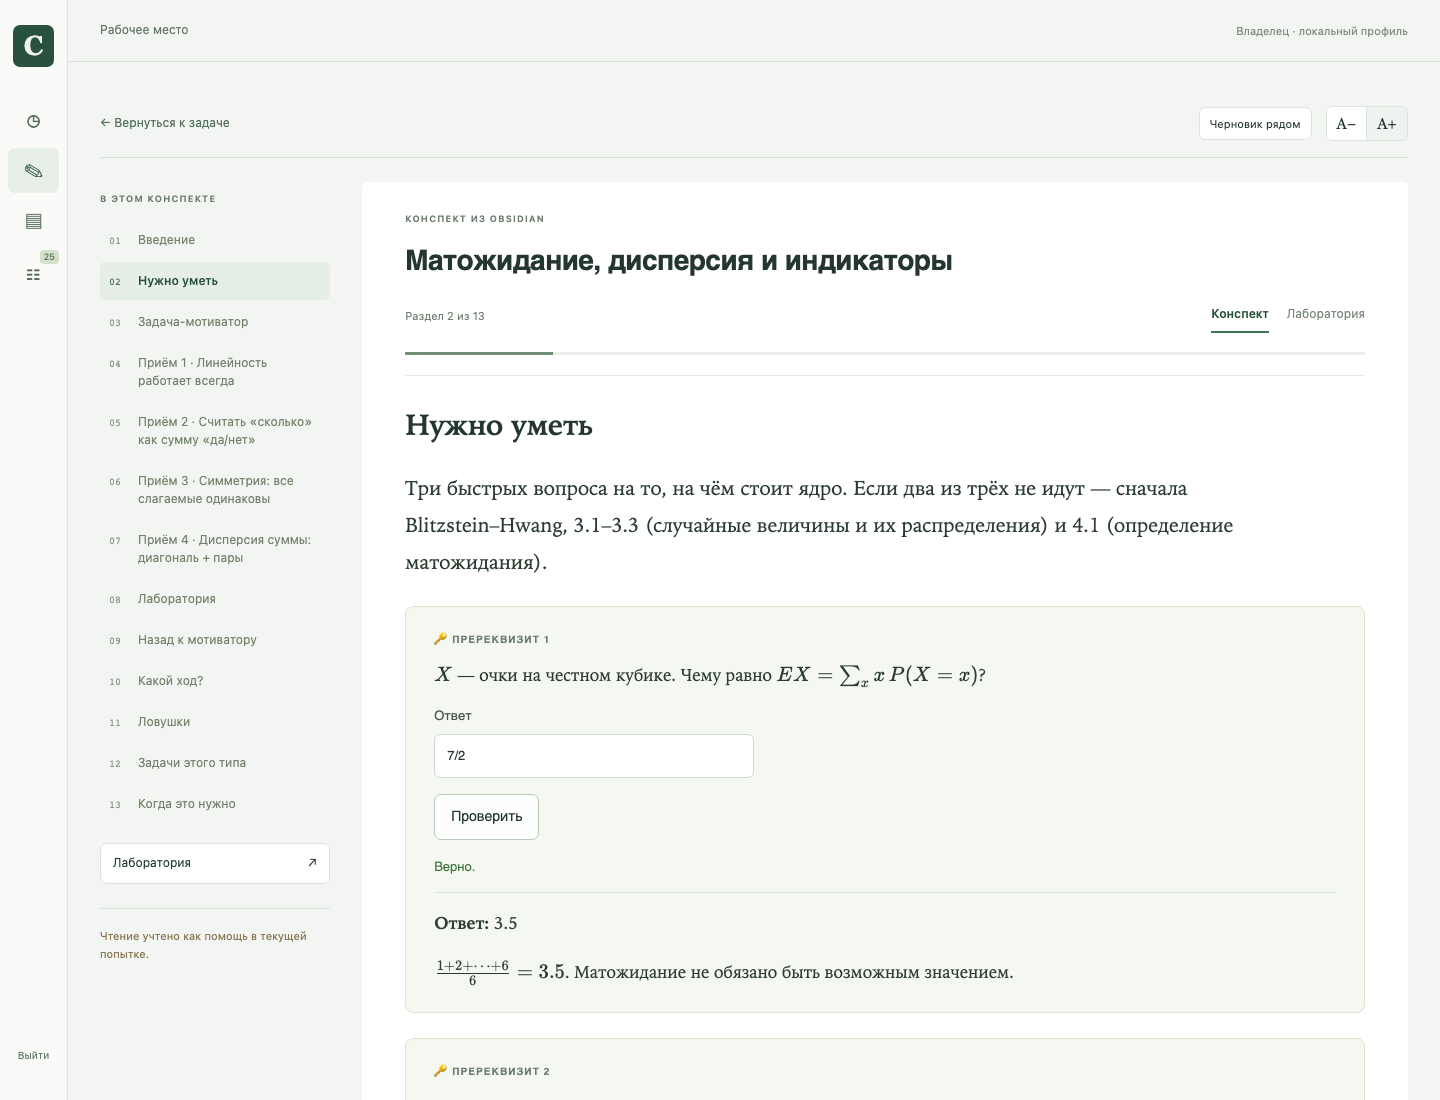 C
Рабочее место
Владелец · локальный профиль
← Вернуться к задаче
Черновик рядом
A−
A+
25
Выйти
В ЭТОМ КОНСПЕКТЕ
01 Введение
02 Нужно уметь
03 Задача-мотиватор
04 Приём 1 · Линейность
работает всегда
05 Приём 2 · Считать «сколько»
как сумму «да/нет»
06 Приём 3 · Симметрия: все
слагаемые одинаковы
07 Приём 4 · Дисперсия суммы:
диагональ + пары
08 Лаборатория
09 Назад к мотиватору
10 Какой ход?
11 Ловушки
12 Задачи этого типа
13 Когда это нужно
Лаборатория ↗
Чтение учтено как помощь в текущей
попытке.
КОНСПЕКТ ИЗ OBSIDIAN
Матожидание, дисперсия и индикаторы
Раздел 2 из 13
Конспект
Лаборатория
Нужно уметь
Три быстрых вопроса на то, на чём стоит ядро. Если два из трёх не идут — сначала
Blitzstein–Hwang, 3.1–3.3 (случайные величины и их распределения) и 4.1 (определение
матожидания).
🔑 ПРЕРЕКВИЗИТ 1
X — очки на честном кубике. Чему равно EX = ∑ₓ x P(X = x)?
Ответ
7/2
Проверить
Верно.
Ответ: 3.5
(1+2+···+6)/6 = 3.5. Матожидание не обязано быть возможным значением.
🔑 ПРЕРЕКВИЗИТ 2